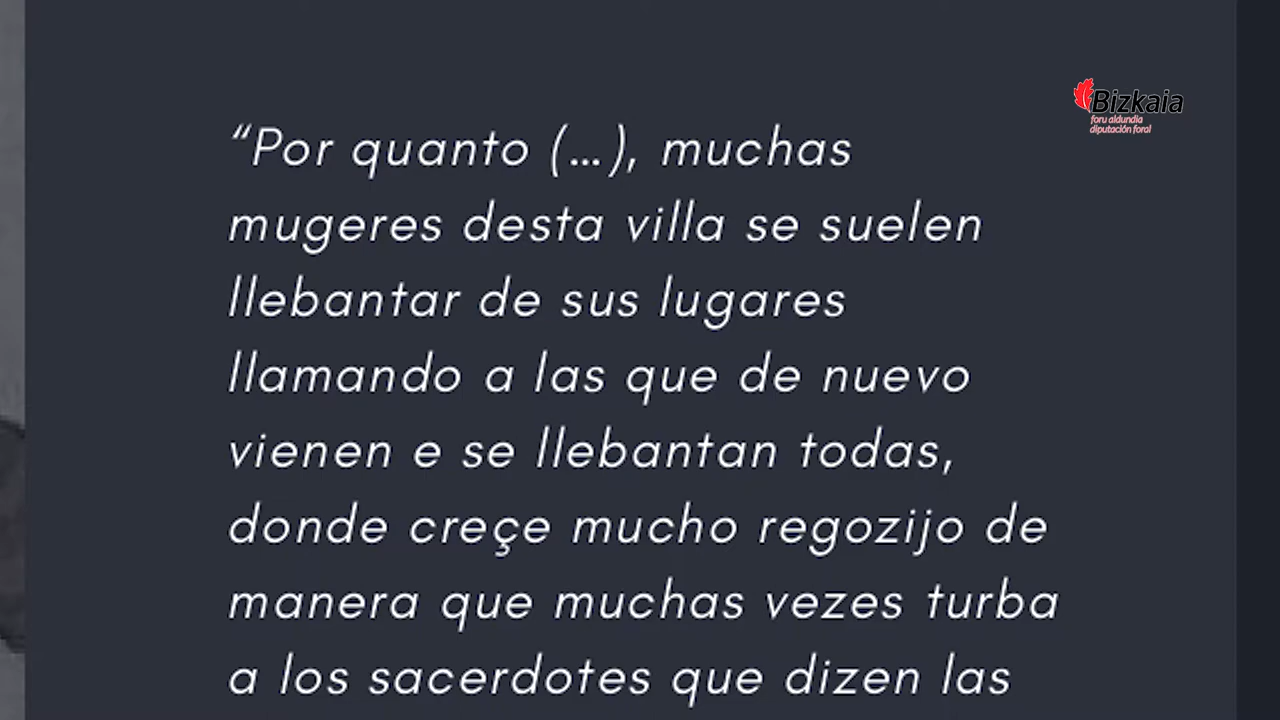 Bizkaia
foru aldundia
diputación foral
“Por quanto (...), muchas
mugeres desta villa se suelen
llebantar de sus lugares
llamando a las que de nuevo
vienen e se llebantan todas,
donde creçe mucho regozijo de
manera que muchas vezes turba
a los sacerdotes que dizen las